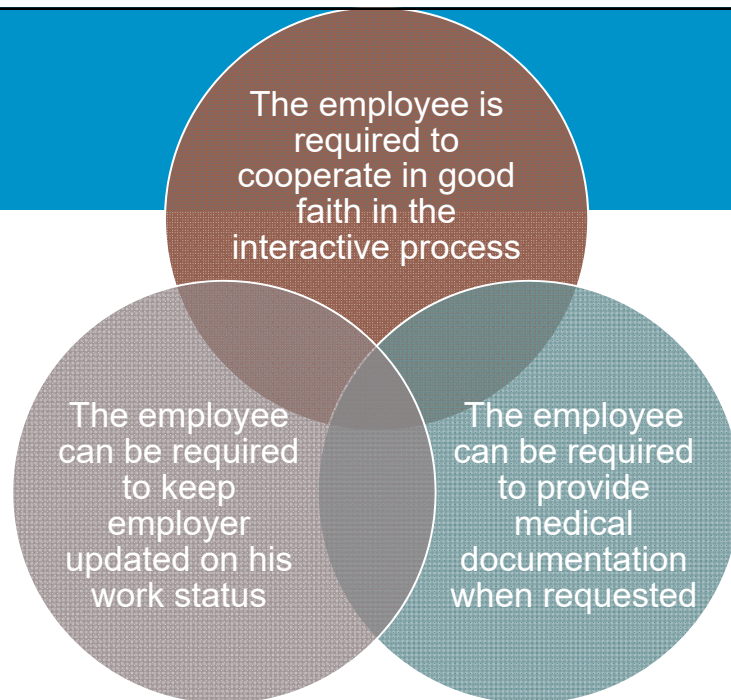 The employee is
required to
cooperate in good
faith in the
interactive process
The employee
can be required
to keep
employer
updated on his
work status
The employee
can be required
to provide
medical
documentation
when requested